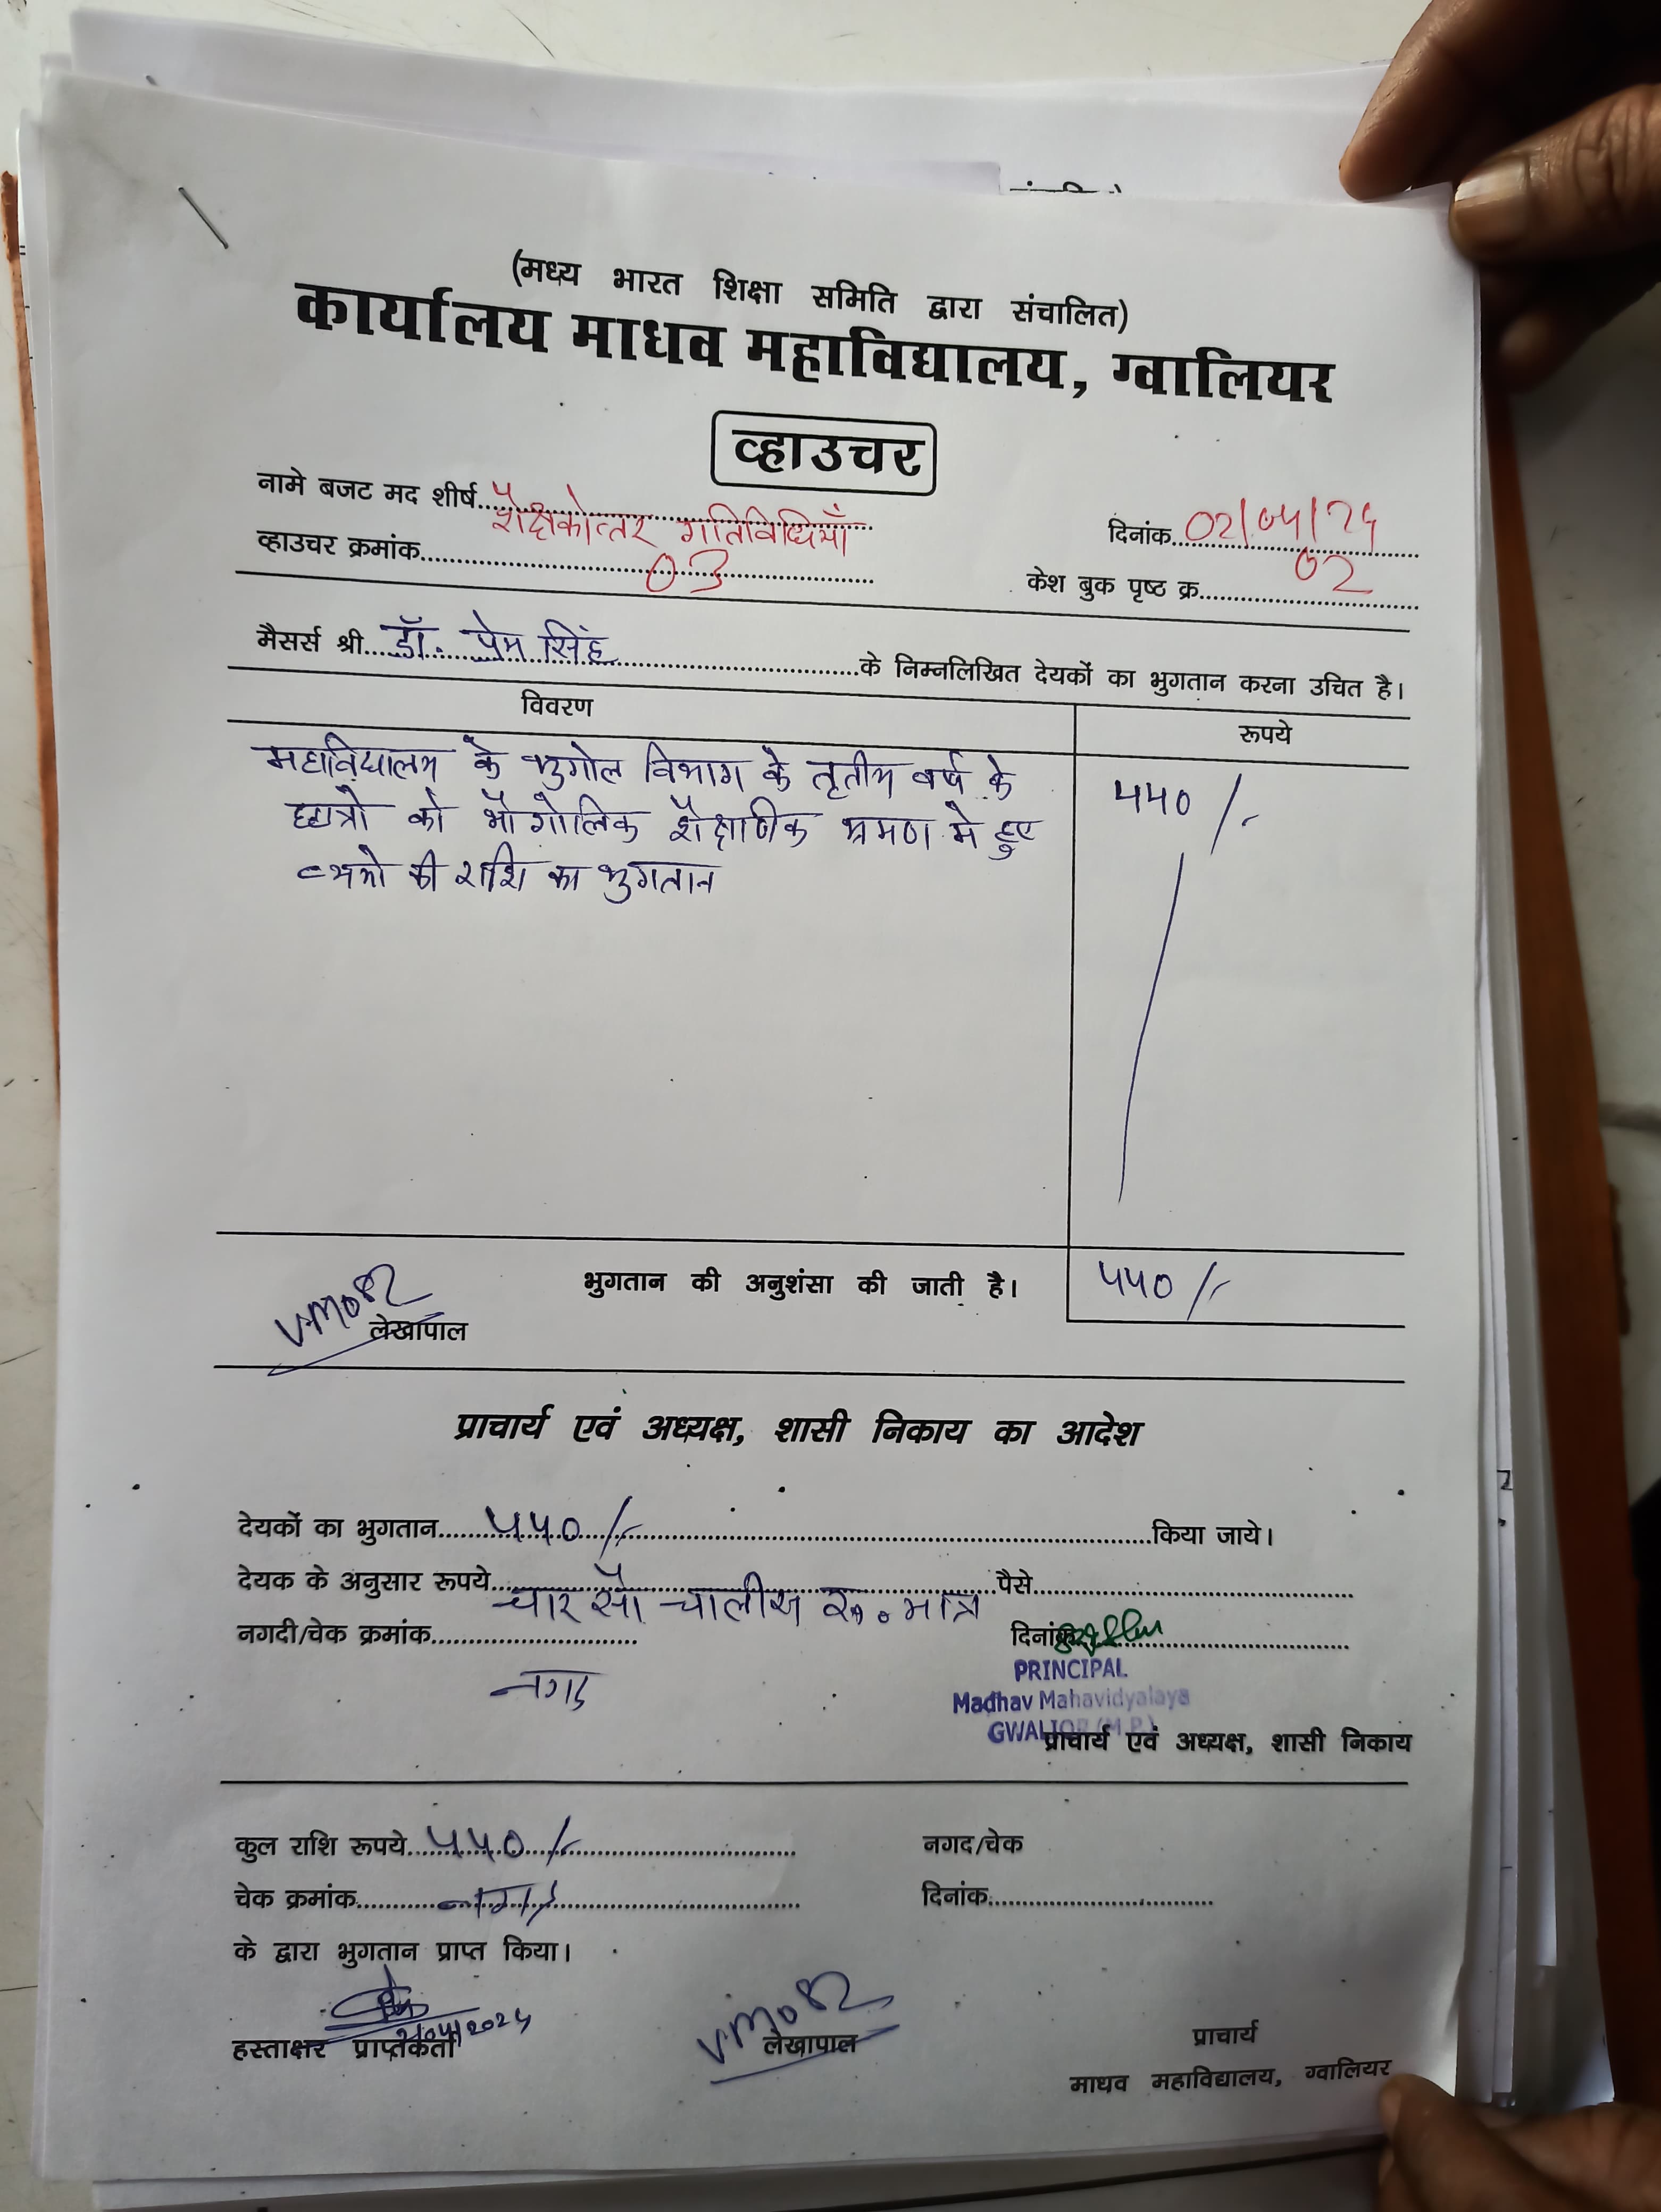 (मध्य भारत शिक्षा समिति द्वारा संचालित)
कार्यालय माधव महाविद्यालय, ग्वालियर
व्हाउचर
नामे बजट मद शीर्ष शैक्षकोत्तर गतिविधियाँ
दिनांक 02/04/24
व्हाउचर क्रमांक 03
केश बुक पृष्ठ क्र. 02
मैसर्स श्री डॉ. प्रेम सिंह के निम्नलिखित देयकों का भुगतान करना उचित है।
विवरण रूपये
महाविद्यालय के भुगोल विभाग के तृतीय वर्ष के 440/-
छात्रो को भौगोलिक शैक्षाणिक भ्रमण मे हुए
व्ययो की राशि का भुगतान
भुगतान की अनुशंसा की जाती है। 440/-
लेखापाल
प्राचार्य एवं अध्यक्ष, शासी निकाय का आदेश
देयकों का भुगतान 440/- किया जाये।
देयक के अनुसार रूपये चार सौ चालीस रू. मात्र पैसे
नगदी/चेक क्रमांक नगद दिनांक
PRINCIPAL
Madhav Mahavidyalaya
GWALIOR (M.P.)
प्राचार्य एवं अध्यक्ष, शासी निकाय
कुल राशि रूपये 440/- नगद/चेक
चेक क्रमांक नगद दिनांक
के द्वारा भुगतान प्राप्त किया।
2/04/2024
हस्ताक्षर प्राप्तकर्ता लेखापाल प्राचार्य
माधव महाविद्यालय, ग्वालियर